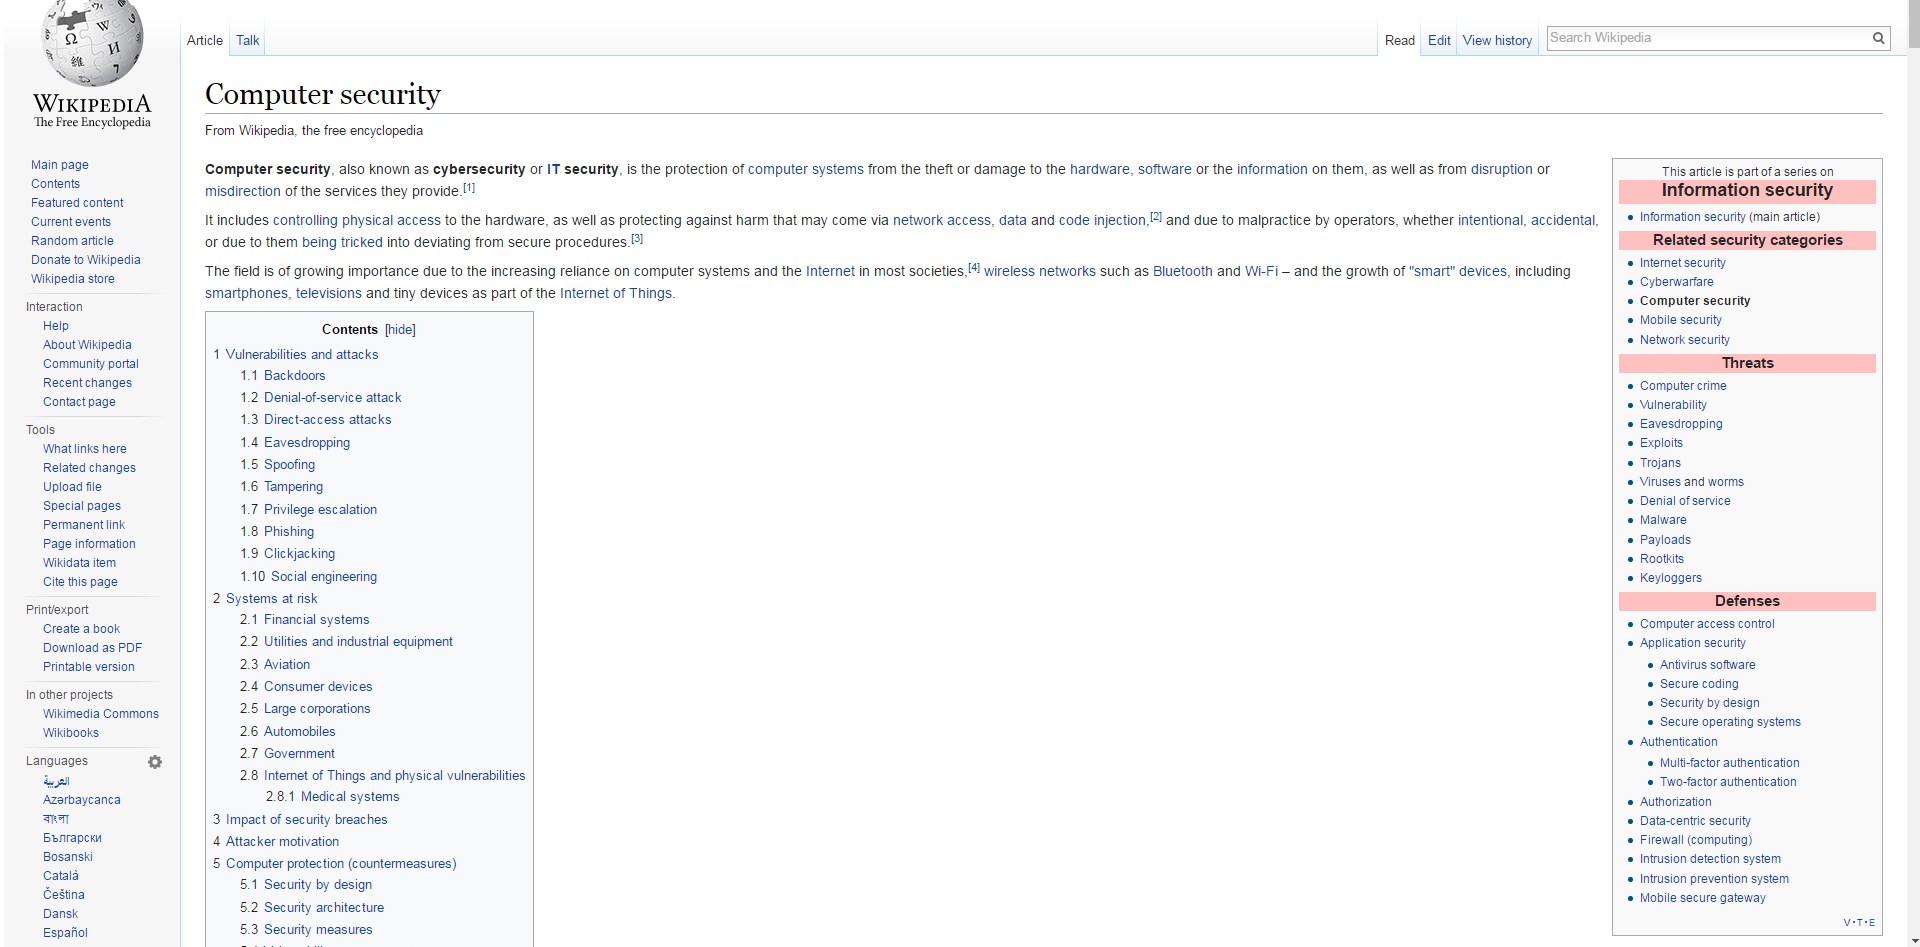 WIKIPEDIA
The Free Encyclopedia
Main page
Contents
Featured content
Current events
Random article
Donate to Wikipedia
Wikipedia store
Interaction
Help
About Wikipedia
Community portal
Recent changes
Contact page
Tools
What links here
Related changes
Upload file
Special pages
Permanent link
Page information
Wikidata item
Cite this page
Print/export
Create a book
Download as PDF
Printable version
In other projects
Wikimedia Commons
Wikibooks
Languages
العربية
Azərbaycanca
বাংলা
Български
Bosanski
Català
Čeština
Dansk
Español
Article Talk
Read Edit View history Search Wikipedia
Computer security
From Wikipedia, the free encyclopedia
Computer security, also known as cybersecurity or IT security, is the protection of computer systems from the theft or damage to the hardware, software or the information on them, as well as from disruption or
misdirection of the services they provide.[1]
It includes controlling physical access to the hardware, as well as protecting against harm that may come via network access, data and code injection,[2] and due to malpractice by operators, whether intentional, accidental,
or due to them being tricked into deviating from secure procedures.[3]
The field is of growing importance due to the increasing reliance on computer systems and the Internet in most societies,[4] wireless networks such as Bluetooth and Wi-Fi – and the growth of "smart" devices, including
smartphones, televisions and tiny devices as part of the Internet of Things.
Contents [hide]
1 Vulnerabilities and attacks
1.1 Backdoors
1.2 Denial-of-service attack
1.3 Direct-access attacks
1.4 Eavesdropping
1.5 Spoofing
1.6 Tampering
1.7 Privilege escalation
1.8 Phishing
1.9 Clickjacking
1.10 Social engineering
2 Systems at risk
2.1 Financial systems
2.2 Utilities and industrial equipment
2.3 Aviation
2.4 Consumer devices
2.5 Large corporations
2.6 Automobiles
2.7 Government
2.8 Internet of Things and physical vulnerabilities
2.8.1 Medical systems
3 Impact of security breaches
4 Attacker motivation
5 Computer protection (countermeasures)
5.1 Security by design
5.2 Security architecture
5.3 Security measures
This article is part of a series on
Information security
Information security (main article)
Related security categories
Internet security
Cyberwarfare
Computer security
Mobile security
Network security
Threats
Computer crime
Vulnerability
Eavesdropping
Exploits
Trojans
Viruses and worms
Denial of service
Malware
Payloads
Rootkits
Keyloggers
Defenses
Computer access control
Application security
Antivirus software
Secure coding
Security by design
Secure operating systems
Authentication
Multi-factor authentication
Two-factor authentication
Authorization
Data-centric security
Firewall (computing)
Intrusion detection system
Intrusion prevention system
Mobile secure gateway
V · T · E